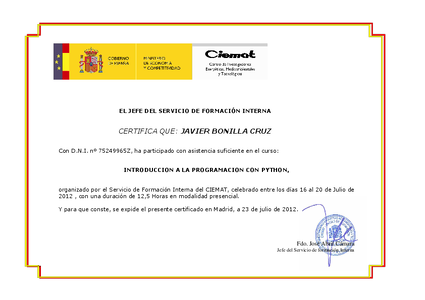 GOBIERNO DE ESPAÑA
MINISTERIO DE ECONOMÍA Y COMPETITIVIDAD
Ciemat
Centro de Investigaciones
Energéticas, Medioambientales
y Tecnológicas
EL JEFE DEL SERVICIO DE FORMACIÓN INTERNA
CERTIFICA QUE: JAVIER BONILLA CRUZ
Con D.N.I. nº 75249965Z, ha participado con asistencia suficiente en el curso:
INTRODUCCION A LA PROGRAMACION CON PYTHON,
organizado por el Servicio de Formación Interna del CIEMAT, celebrado entre los días 16 al 20 de julio de
2012 , con una duración de 12,5 Horas en modalidad presencial.
Y para que conste, se expide el presente certificado en Madrid, a 23 de julio de 2012.
Fdo. José
Jefe del Servicio de Formación Interna